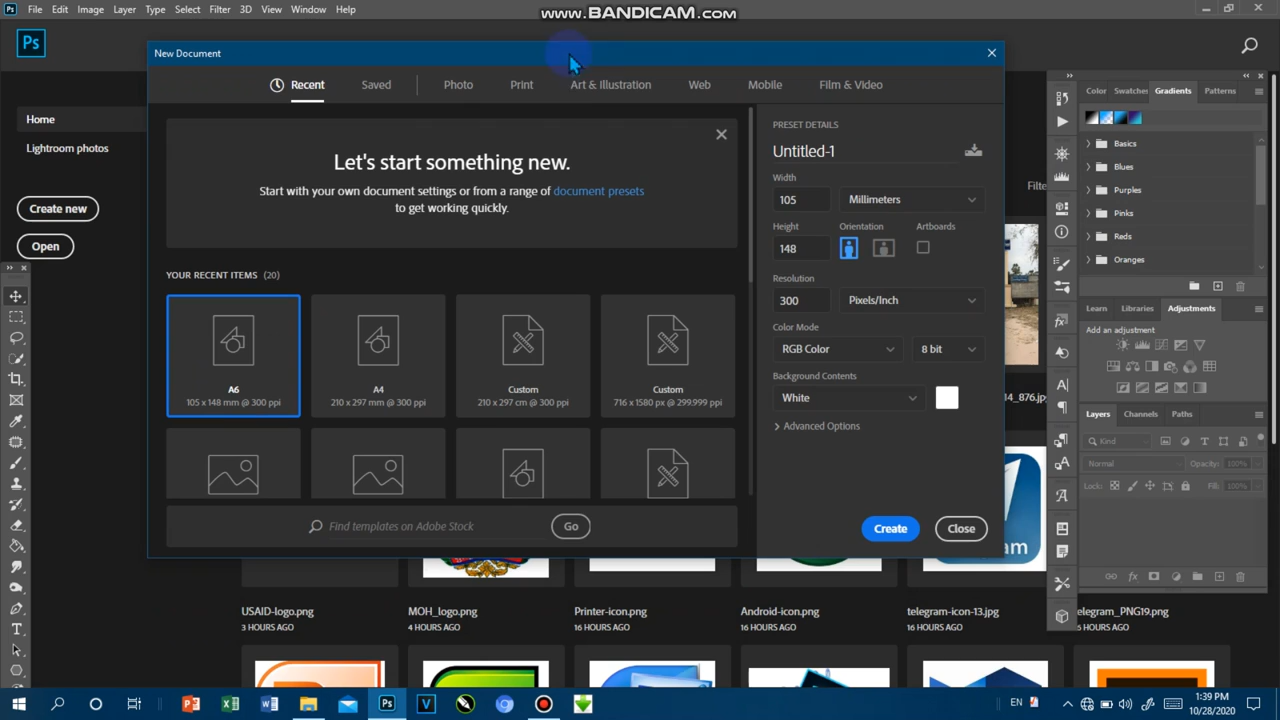 Ps File Edit Image Layer Type Select Filter 3D View Window Help
www.BANDICAM.com
Ps
New Document
Home
Lightroom photos
Create new
Open
Recent Saved Photo Print Art & Illustration Web Mobile Film & Video
Let's start something new.
Start with your own document settings or from a range of document presets
to get working quickly.
YOUR RECENT ITEMS (20)
A6
105 x 148 mm @ 300 ppi
A4
210 x 297 mm @ 300 ppi
Custom
210 x 297 cm @ 300 ppi
Custom
716 x 1580 px @ 299.999 ppi
Find templates on Adobe Stock Go
PRESET DETAILS
Untitled-1
Width
105 Millimeters
Height Orientation Artboards
148
Resolution
300 Pixels/Inch
Color Mode
RGB Color 8 bit
Background Contents
White
Advanced Options
Create Close
Filte
14_876.jpg
am
Color Swatches Gradients Patterns
Basics
Blues
Purples
Pinks
Reds
Oranges
Learn Libraries Adjustments
Add an adjustment
Layers Channels Paths
Kind
Normal Opacity: 100%
Lock: Fill: 100%
USAID-logo.png
3 HOURS AGO
MOH_logo.png
4 HOURS AGO
Printer-icon.png
16 HOURS AGO
Android-icon.png
16 HOURS AGO
telegram-icon-13.jpg
16 HOURS AGO
telegram_PNG19.png
HOURS AGO
EN
1:39 PM
10/28/2020